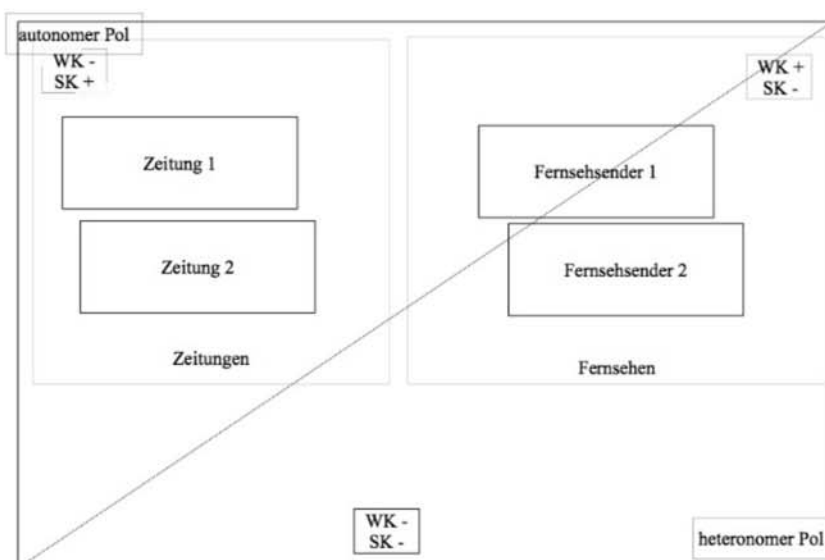 autonomer Pol
WK -
SK +
WK +
SK -
Zeitung 1
Fernsehsender 1
Zeitung 2
Fernsehsender 2
Zeitungen
Fernsehen
WK -
SK -
heteronomer Pol